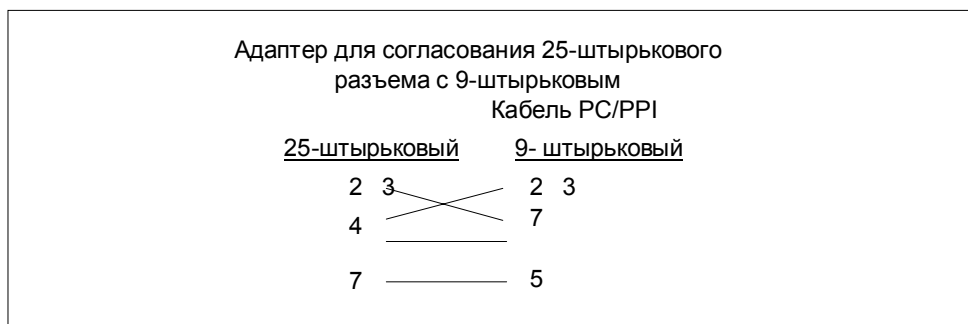 Адаптер для согласования 25-штырькового
разъема с 9-штырьковым
Кабель PC/PPI
25-штырьковый 9- штырьковый
2 3 2 3
4 7
7 5